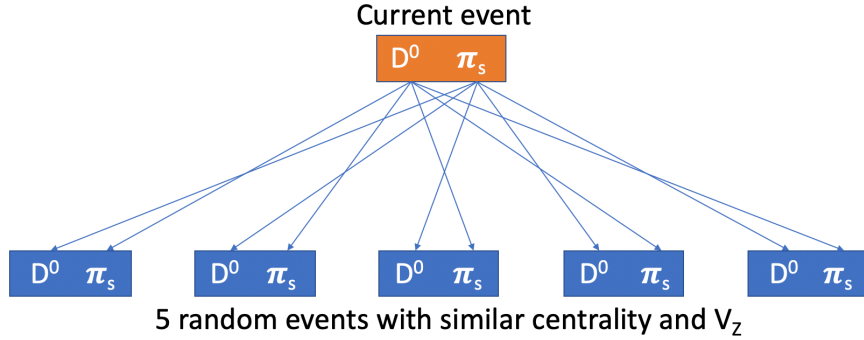 Current event
D⁰ 𝝅ₛ
D⁰ 𝝅ₛ D⁰ 𝝅ₛ D⁰ 𝝅ₛ D⁰ 𝝅ₛ D⁰ 𝝅ₛ
5 random events with similar centrality and V_Z